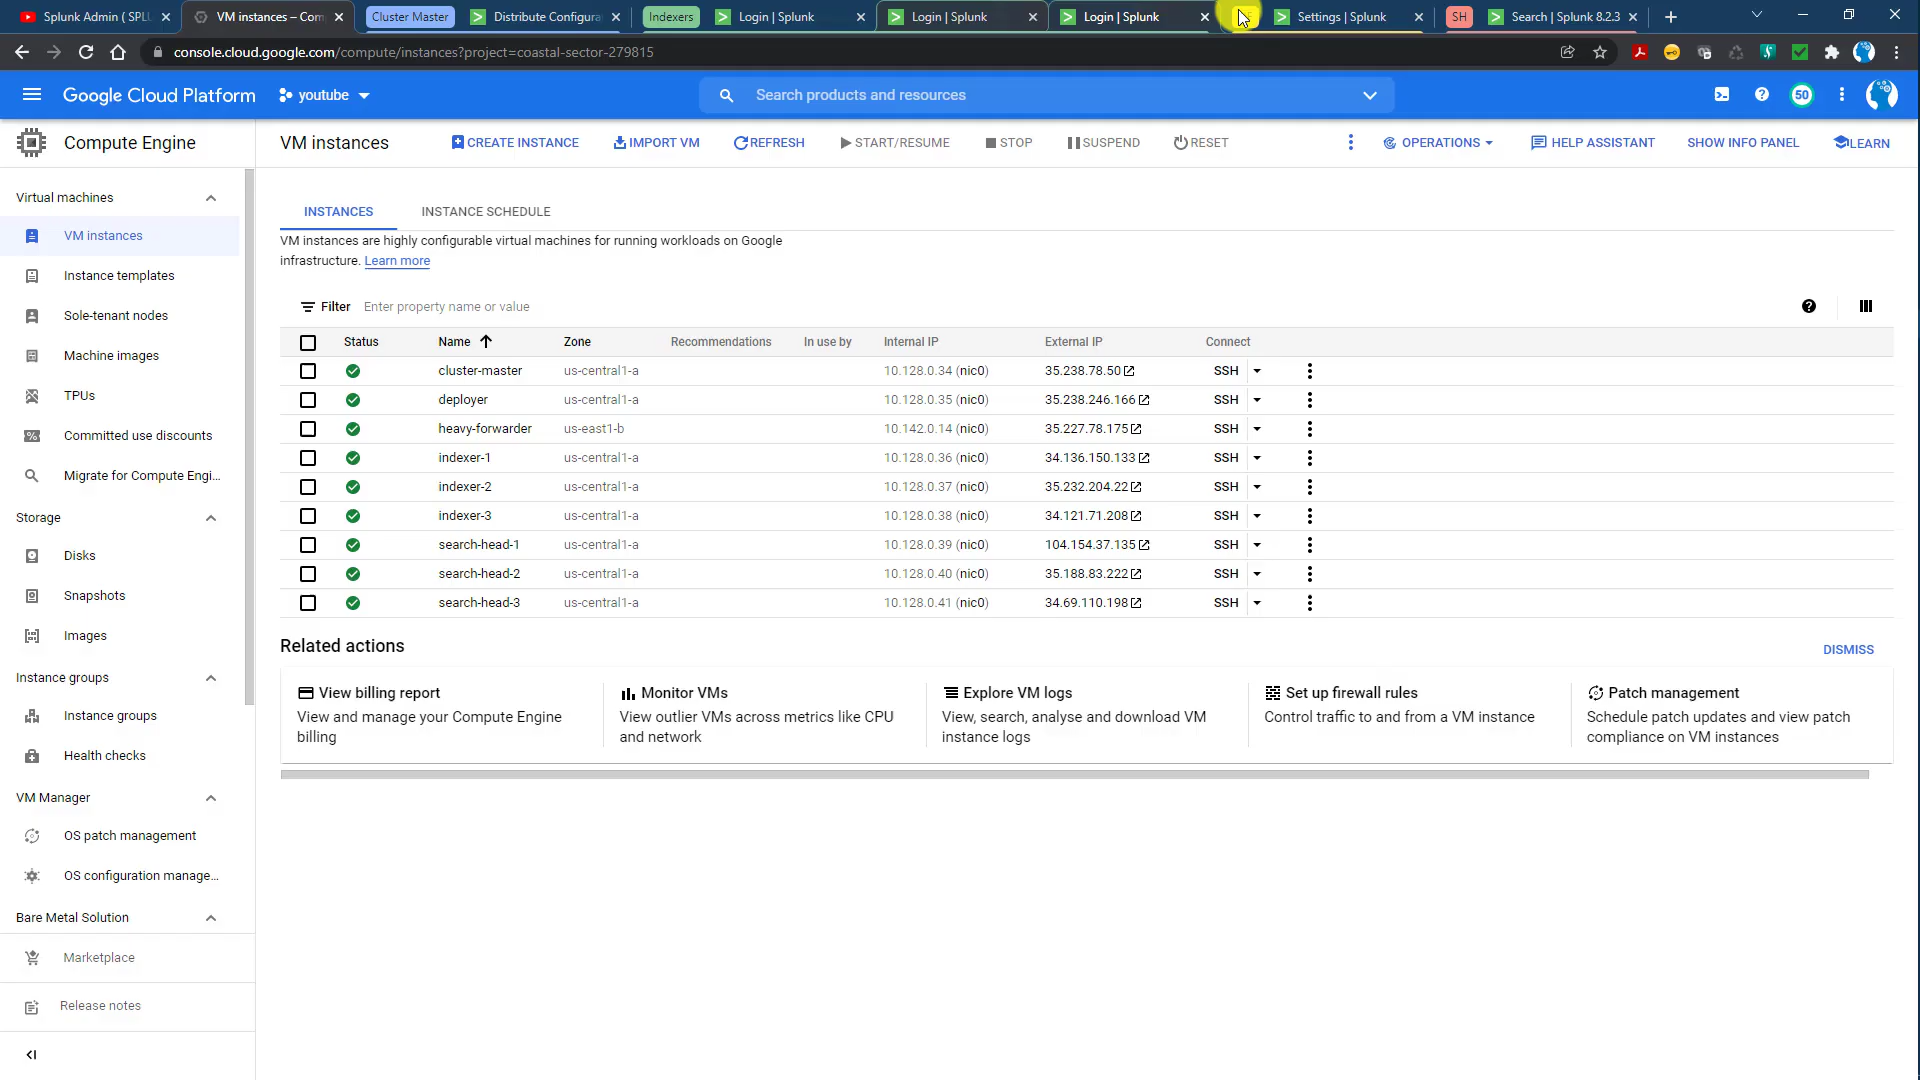 Splunk Admin ( SPL
VM instances – Com
Cluster Master
Distribute Configura
Indexers
Login | Splunk
Login | Splunk
Login | Splunk
Settings | Splunk
SH
Search | Splunk 8.2.3
console.cloud.google.com/compute/instances?project=coastal-sector-279815
Google Cloud Platform
youtube
Search products and resources
50
Compute Engine
VM instances
CREATE INSTANCE
IMPORT VM
REFRESH
START/RESUME
STOP
SUSPEND
RESET
OPERATIONS
HELP ASSISTANT
SHOW INFO PANEL
LEARN
Virtual machines
VM instances
Instance templates
Sole-tenant nodes
Machine images
TPUs
Committed use discounts
Migrate for Compute Engi...
Storage
Disks
Snapshots
Images
Instance groups
Instance groups
Health checks
VM Manager
OS patch management
OS configuration manage...
Bare Metal Solution
Marketplace
Release notes
INSTANCES
INSTANCE SCHEDULE
VM instances are highly configurable virtual machines for running workloads on Google
infrastructure. Learn more
Filter Enter property name or value
Status Name Zone Recommendations In use by Internal IP External IP Connect
cluster-master us-central1-a 10.128.0.34 (nic0) 35.238.78.50 SSH
deployer us-central1-a 10.128.0.35 (nic0) 35.238.246.166 SSH
heavy-forwarder us-east1-b 10.142.0.14 (nic0) 35.227.78.175 SSH
indexer-1 us-central1-a 10.128.0.36 (nic0) 34.136.150.133 SSH
indexer-2 us-central1-a 10.128.0.37 (nic0) 35.232.204.22 SSH
indexer-3 us-central1-a 10.128.0.38 (nic0) 34.121.71.208 SSH
search-head-1 us-central1-a 10.128.0.39 (nic0) 104.154.37.135 SSH
search-head-2 us-central1-a 10.128.0.40 (nic0) 35.188.83.222 SSH
search-head-3 us-central1-a 10.128.0.41 (nic0) 34.69.110.198 SSH
Related actions
DISMISS
View billing report
View and manage your Compute Engine
billing
Monitor VMs
View outlier VMs across metrics like CPU
and network
Explore VM logs
View, search, analyse and download VM
instance logs
Set up firewall rules
Control traffic to and from a VM instance
Patch management
Schedule patch updates and view patch
compliance on VM instances